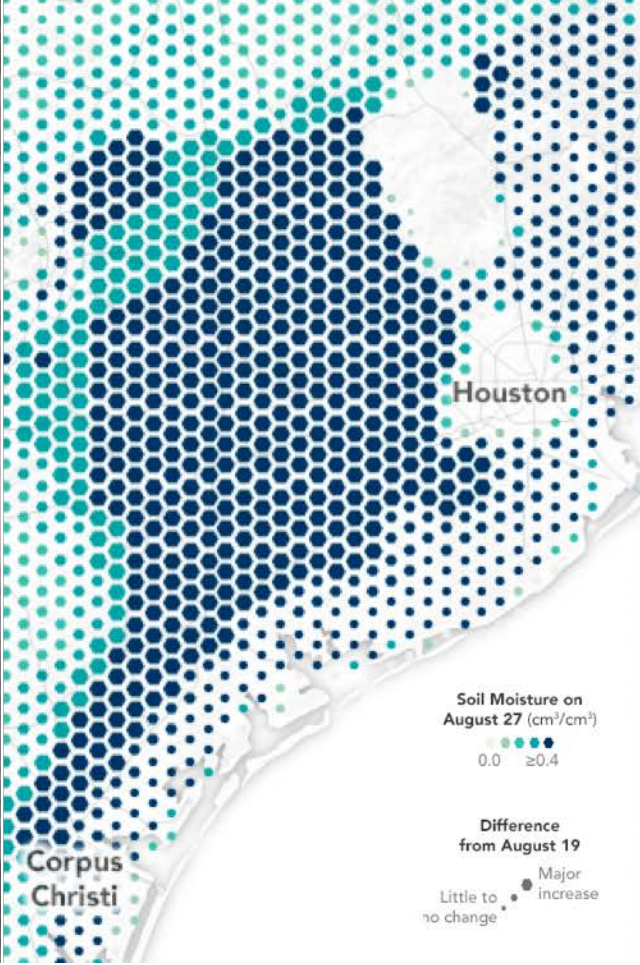 Houston
Soil Moisture on
August 27 (cm³/cm³)
0.0 ≥0.4
Difference
from August 19
Major
increase
Little to
no change
Corpus
Christi